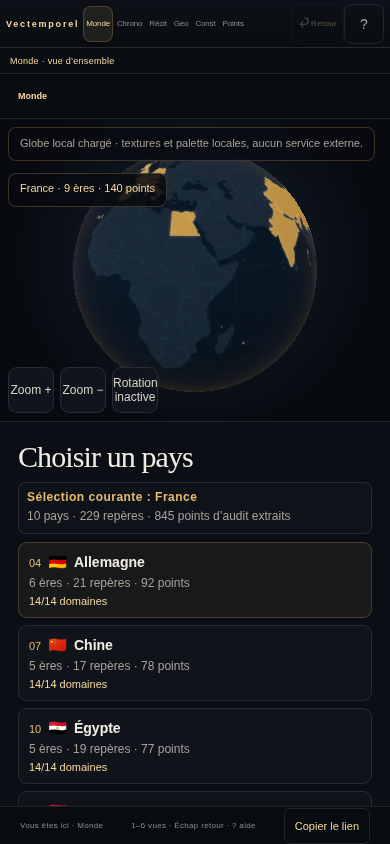 Vectemporel Monde Chrono Récit Géo Const Points Retour ?
Monde · vue d'ensemble
Monde
Globe local chargé · textures et palette locales, aucun service externe.
France · 9 ères · 140 points
Zoom + Zoom − Rotation inactive
Choisir un pays
Sélection courante : France
10 pays · 229 repères · 845 points d'audit extraits
04 Allemagne
6 ères · 21 repères · 92 points
14/14 domaines
07 Chine
5 ères · 17 repères · 78 points
14/14 domaines
10 Égypte
5 ères · 19 repères · 77 points
14/14 domaines
Vous êtes ici · Monde 1–6 vues · Échap retour · ? aide Copier le lien